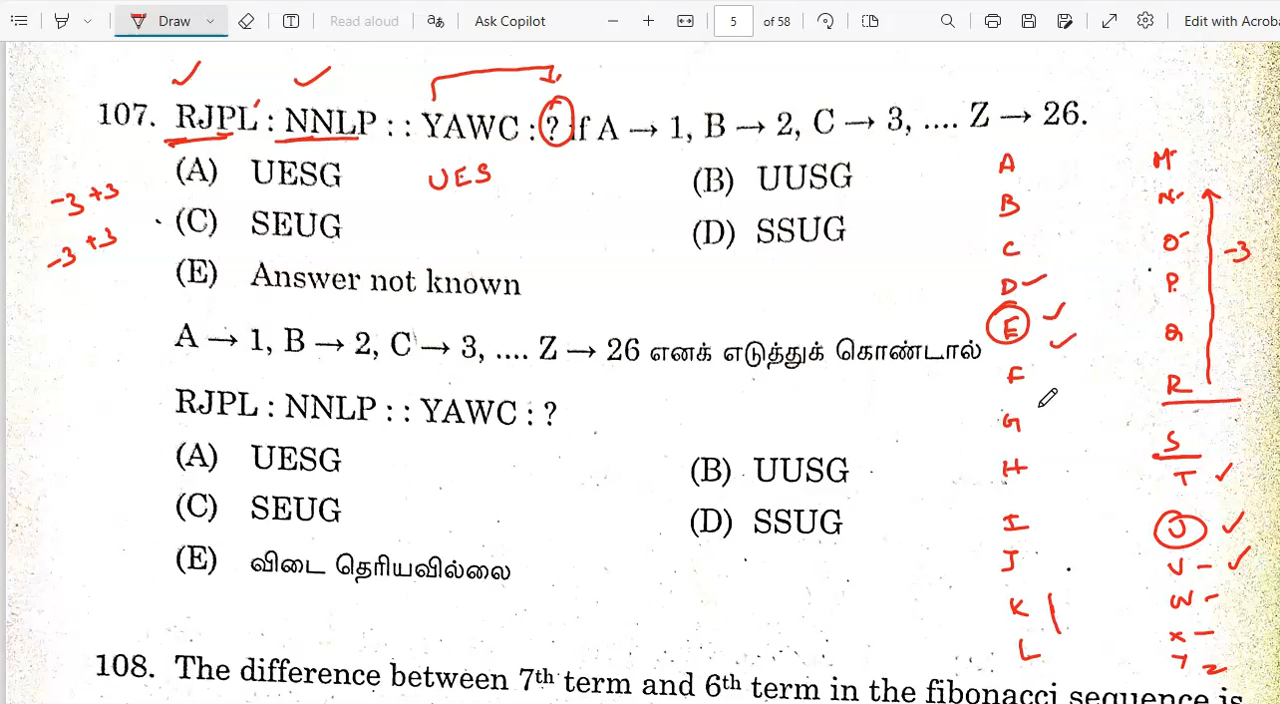 Draw
Read aloud
aあ
Ask Copilot
5
of 58
Edit with Acroba
107. RJPL : NNLP : : YAWC : ? if A → 1, B → 2, C → 3, .... Z → 26.
(A) UESG
UES
(B) UUSG
(C) SEUG
(D) SSUG
(E) Answer not known
-3 +3
-3 +3
A → 1, B → 2, C → 3, .... Z → 26 எனக் எடுத்துக் கொண்டால்
RJPL : NNLP : : YAWC : ?
(A) UESG
(B) UUSG
(C) SEUG
(D) SSUG
(E) விடை தெரியவில்லை
A
B
C
D
E
F
G
H
I
J
K
L
M
N
O
P
Q
R
S
T
U
V
W
X
Y Z
-3
108. The difference between 7th term and 6th term in the fibonacci sequence is